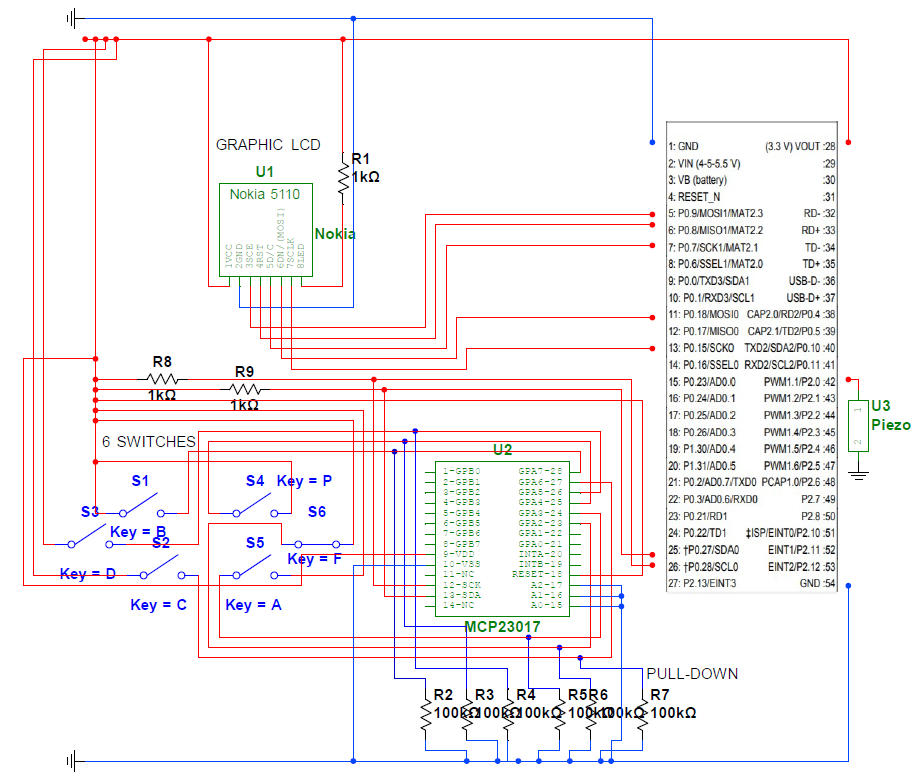 GRAPHIC LCD
U1
Nokia 5110
1VCC
2GND
3SCE
4RST
5D/C
6DN/(MOSI)
7SCLK
8LED
Nokia
R1
1kΩ
1: GND (3.3 V) VOUT :28
2: VIN (4-5-5.5 V) :29
3: VB (battery) :30
4: RESET_N :31
5: P0.9/MOSI1/MAT2.3 RD- :32
6: P0.8/MISO1/MAT2.2 RD+ :33
7: P0.7/SCK1/MAT2.1 TD- :34
8: P0.6/SSEL1/MAT2.0 TD+ :35
9: P0.0/TXD3/SDA1 USB-D- :36
10: P0.1/RXD3/SCL1 USB-D+ :37
11: P0.18/MOSI0 CAP2.0/RD2/P0.4 :38
12: P0.17/MISO0 CAP2.1/TD2/P0.5 :39
13: P0.15/SCK0 TXD2/SDA2/P0.10 :40
14: P0.16/SSEL0 RXD2/SCL2/P0.11 :41
15: P0.23/AD0.0 PWM1.1/P2.0 :42
16: P0.24/AD0.1 PWM1.2/P2.1 :43
17: P0.25/AD0.2 PWM1.3/P2.2 :44
18: P0.26/AD0.3 PWM1.4/P2.3 :45
19: P1.30/AD0.4 PWM1.5/P2.4 :46
20: P1.31/AD0.5 PWM1.6/P2.5 :47
21: P0.2/AD0.7/TXD0 PCAP1.0/P2.6 :48
22: P0.3/AD0.6/RXD0 P2.7 :49
23: P0.21/RD1 P2.8 :50
24: P0.22/TD1 ‡ISP/EINT0/P2.10 :51
25: †P0.27/SDA0 EINT1/P2.11 :52
26: †P0.28/SCL0 EINT2/P2.12 :53
27: P2.13/EINT3 GND :54
U3
Piezo
1
2
R8
1kΩ
R9
1kΩ
6 SWITCHES
S1
Key = B
S4
Key = P
S3
Key = D
S2
Key = C
S6
Key = F
S5
Key = A
U2
1-GPB0 GPA7-28
2-GPB1 GPA6-27
3-GPB2 GPA5-26
4-GPB3 GPA4-25
5-GPB4 GPA3-24
6-GPB5 GPA2-23
7-GPB6 GPA1-22
8-GPB7 GPA0-21
9-VDD INTA-20
10-VSS INTB-19
11-NC RESET-18
12-SCK A2-17
13-SDA A1-16
14-NC A0-15
MCP23017
PULL-DOWN
R2
100kΩ
R3
100kΩ
R4
100kΩ
R5
100kΩ
R6
100kΩ
R7
100kΩ